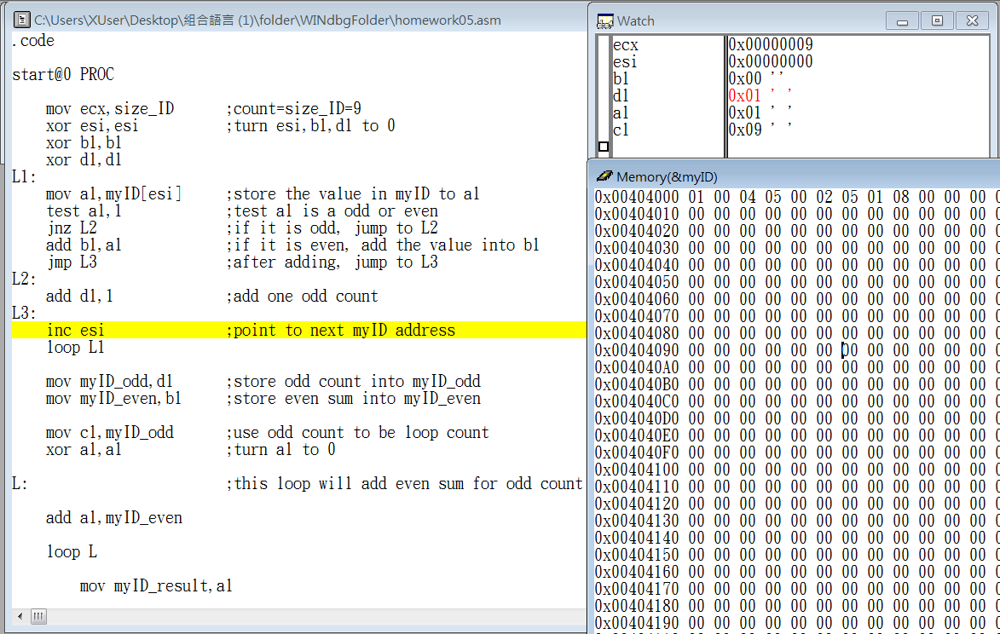 C:\Users\XUser\Desktop\組合語言 (1)\folder\WINdbgFolder\homework05.asm
.code
start@0 PROC
mov ecx,size_ID ;count=size_ID=9
xor esi,esi ;turn esi,bl,dl to 0
xor bl,bl
xor dl,dl
L1:
mov al,myID[esi] ;store the value in myID to al
test al,1 ;test al is a odd or even
jnz L2 ;if it is odd, jump to L2
add bl,al ;if it is even, add the value into bl
jmp L3 ;after adding, jump to L3
L2:
add dl,1 ;add one odd count
L3:
inc esi ;point to next myID address
loop L1
mov myID_odd,dl ;store odd count into myID_odd
mov myID_even,bl ;store even sum into myID_even
mov cl,myID_odd ;use odd count to be loop count
xor al,al ;turn al to 0
L: ;this loop will add even sum for odd count
add al,myID_even
loop L
mov myID_result,al
Watch
ecx 0x00000009
esi 0x00000000
bl 0x00 ''
dl 0x01 ' '
al 0x01 ' '
cl 0x09 ' '
Memory(&myID)
0x00404000 01 00 04 05 00 02 05 01 08 00 00 00
0x00404010 00 00 00 00 00 00 00 00 00 00 00 00
0x00404020 00 00 00 00 00 00 00 00 00 00 00 00
0x00404030 00 00 00 00 00 00 00 00 00 00 00 00
0x00404040 00 00 00 00 00 00 00 00 00 00 00 00
0x00404050 00 00 00 00 00 00 00 00 00 00 00 00
0x00404060 00 00 00 00 00 00 00 00 00 00 00 00
0x00404070 00 00 00 00 00 00 00 00 00 00 00 00
0x00404080 00 00 00 00 00 00 00 00 00 00 00 00
0x00404090 00 00 00 00 00 00 00 00 00 00 00 00
0x004040A0 00 00 00 00 00 00 00 00 00 00 00 00
0x004040B0 00 00 00 00 00 00 00 00 00 00 00 00
0x004040C0 00 00 00 00 00 00 00 00 00 00 00 00
0x004040D0 00 00 00 00 00 00 00 00 00 00 00 00
0x004040E0 00 00 00 00 00 00 00 00 00 00 00 00
0x004040F0 00 00 00 00 00 00 00 00 00 00 00 00
0x00404100 00 00 00 00 00 00 00 00 00 00 00 00
0x00404110 00 00 00 00 00 00 00 00 00 00 00 00
0x00404120 00 00 00 00 00 00 00 00 00 00 00 00
0x00404130 00 00 00 00 00 00 00 00 00 00 00 00
0x00404140 00 00 00 00 00 00 00 00 00 00 00 00
0x00404150 00 00 00 00 00 00 00 00 00 00 00 00
0x00404160 00 00 00 00 00 00 00 00 00 00 00 00
0x00404170 00 00 00 00 00 00 00 00 00 00 00 00
0x00404180 00 00 00 00 00 00 00 00 00 00 00 00
0x00404190 00 00 00 00 00 00 00 00 00 00 00 00